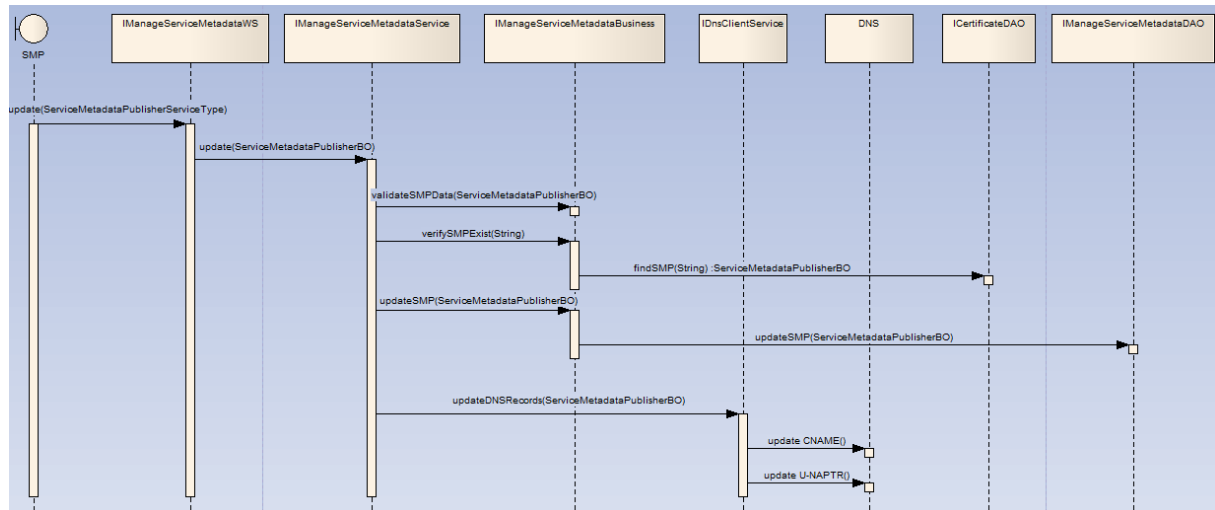 IManageServiceMetadataWS
IManageServiceMetadataService
IManageServiceMetadataBusiness
IDnsClientService
DNS
ICertificateDAO
IManageServiceMetadataDAO
SMP
update(ServiceMetadataPublisherServiceType)
update(ServiceMetadataPublisherBO)
validateSMPData(ServiceMetadataPublisherBO)
verifySMPExist(String)
findSMP(String) :ServiceMetadataPublisherBO
updateSMP(ServiceMetadataPublisherBO)
updateSMP(ServiceMetadataPublisherBO)
updateDNSRecords(ServiceMetadataPublisherBO)
update CNAME()
update U-NAPTR()